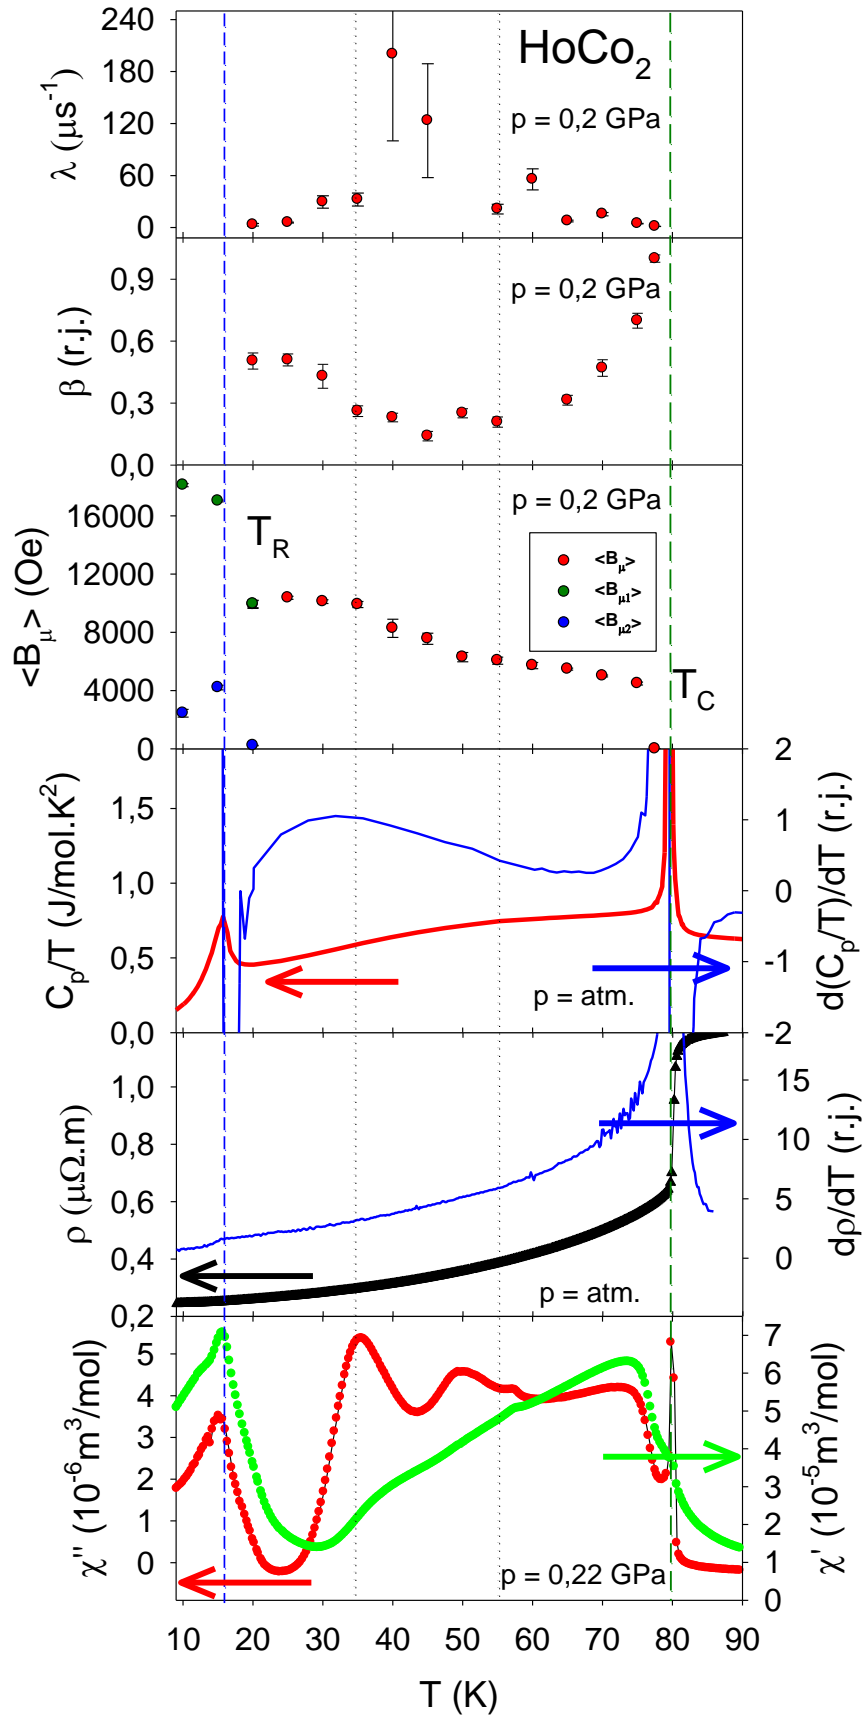 HoCo2
p = 0,2 GPa
λ (μs-1)
240
180
120
60
0
p = 0,2 GPa
β (r.j.)
0,9
0,6
0,3
0,0
p = 0,2 GPa
<Bμ> (Oe)
16000
12000
8000
4000
0
TR
<Bμ>
<Bμ1>
<Bμ2>
TC
Cp/T (J/mol.K2)
1,5
1,0
0,5
0,0
2
1
0
-1
-2
d(Cp/T)/dT (r.j.)
p = atm.
ρ (μΩ.m)
1,0
0,8
0,6
0,4
0,2
15
10
5
0
dρ/dT (r.j.)
p = atm.
χ'' (10-6m3/mol)
5
4
3
2
1
0
7
6
5
4
3
2
1
0
χ' (10-5m3/mol)
p = 0,22 GPa
10 20 30 40 50 60 70 80 90
T (K)